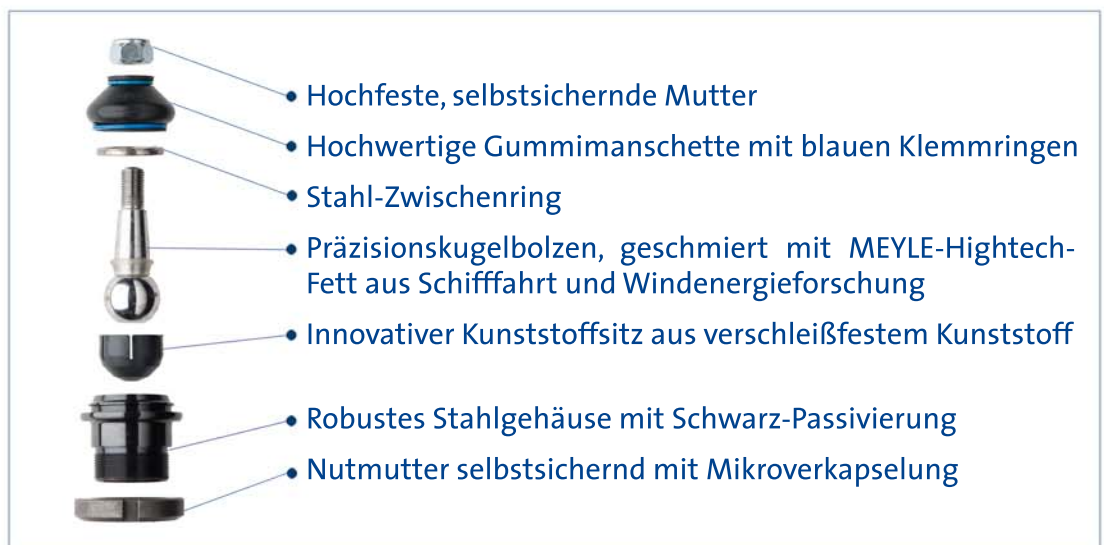 Hochfeste, selbstsichernde Mutter
Hochwertige Gummimanschette mit blauen Klemmringen
Stahl-Zwischenring
Präzisionskugelbolzen, geschmiert mit MEYLE-Hightech-
Fett aus Schifffahrt und Windenergieforschung
Innovativer Kunststoffsitz aus verschleißfestem Kunststoff
Robustes Stahlgehäuse mit Schwarz-Passivierung
Nutmutter selbstsichernd mit Mikroverkapselung